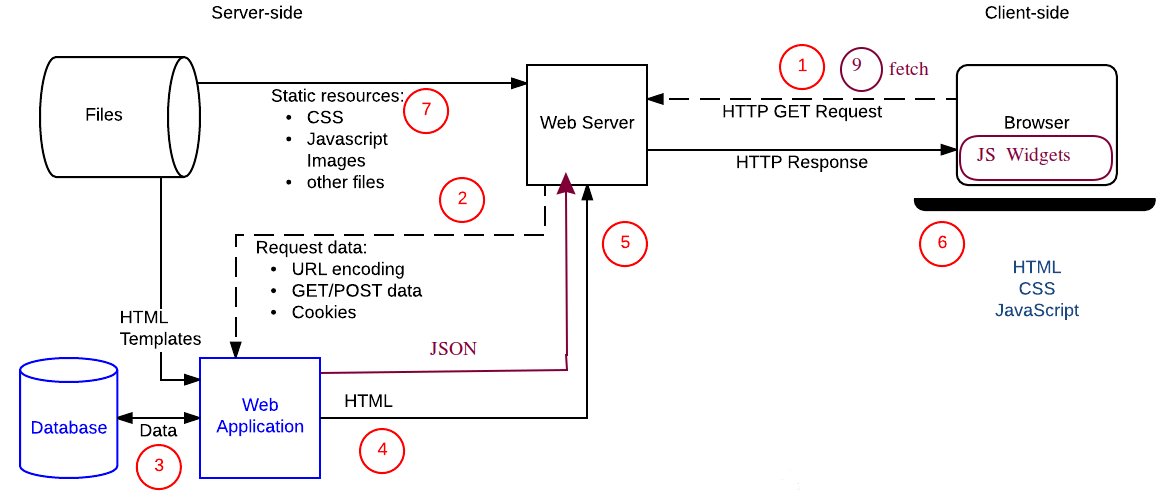 Server-side
Client-side
1
9
fetch
Files
Static resources:
• CSS
• Javascript
Images
• other files
7
Web Server
HTTP GET Request
Browser
JS Widgets
HTTP Response
2
5
6
Request data:
• URL encoding
• GET/POST data
• Cookies
HTML
CSS
JavaScript
HTML
Templates
JSON
Database
Data
3
Web
Application
HTML
4